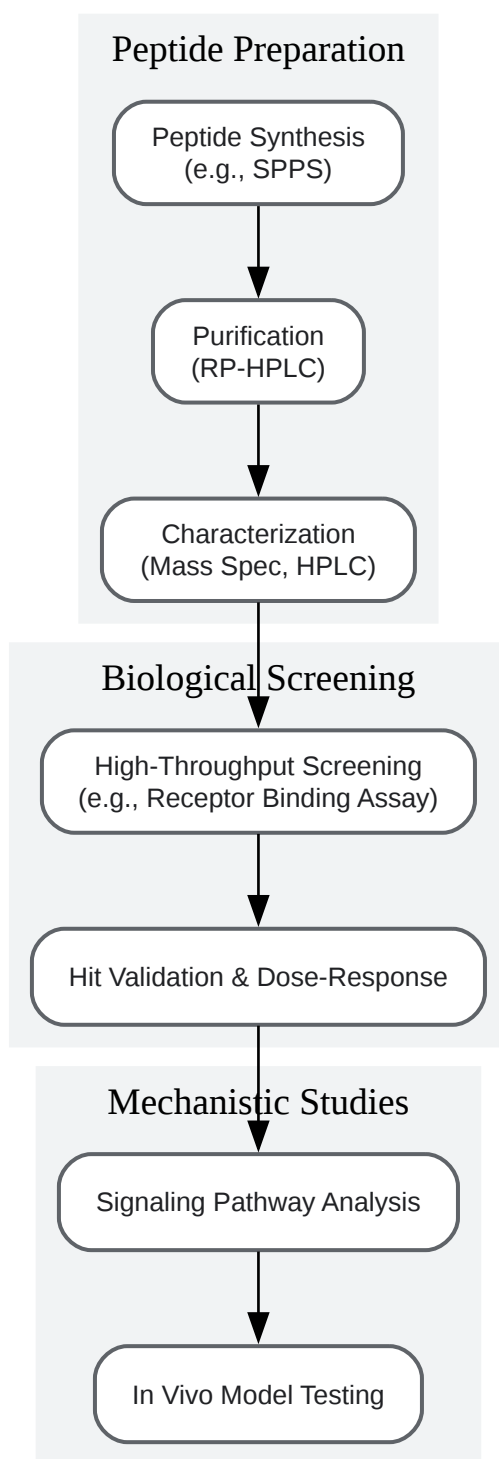 Peptide Preparation
Peptide Synthesis
(e.g., SPPS)
Purification
(RP-HPLC)
Characterization
(Mass Spec, HPLC)
Biological Screening
High-Throughput Screening
(e.g., Receptor Binding Assay)
Hit Validation & Dose-Response
Mechanistic Studies
Signaling Pathway Analysis
In Vivo Model Testing